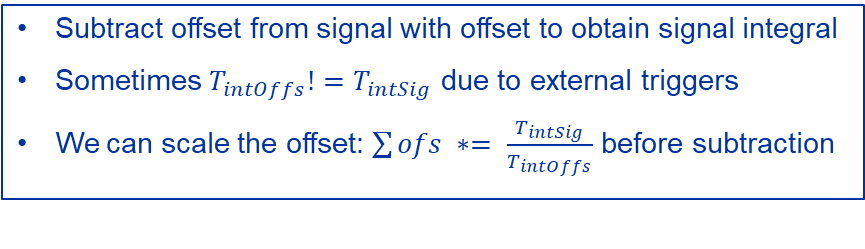 • Subtract offset from signal with offset to obtain signal integral
• Sometimes T_{intOffs}! = T_{intSig} due to external triggers
• We can scale the offset: ∑ofs *= \frac{T_{intSig}}{T_{intOffs}} before subtraction